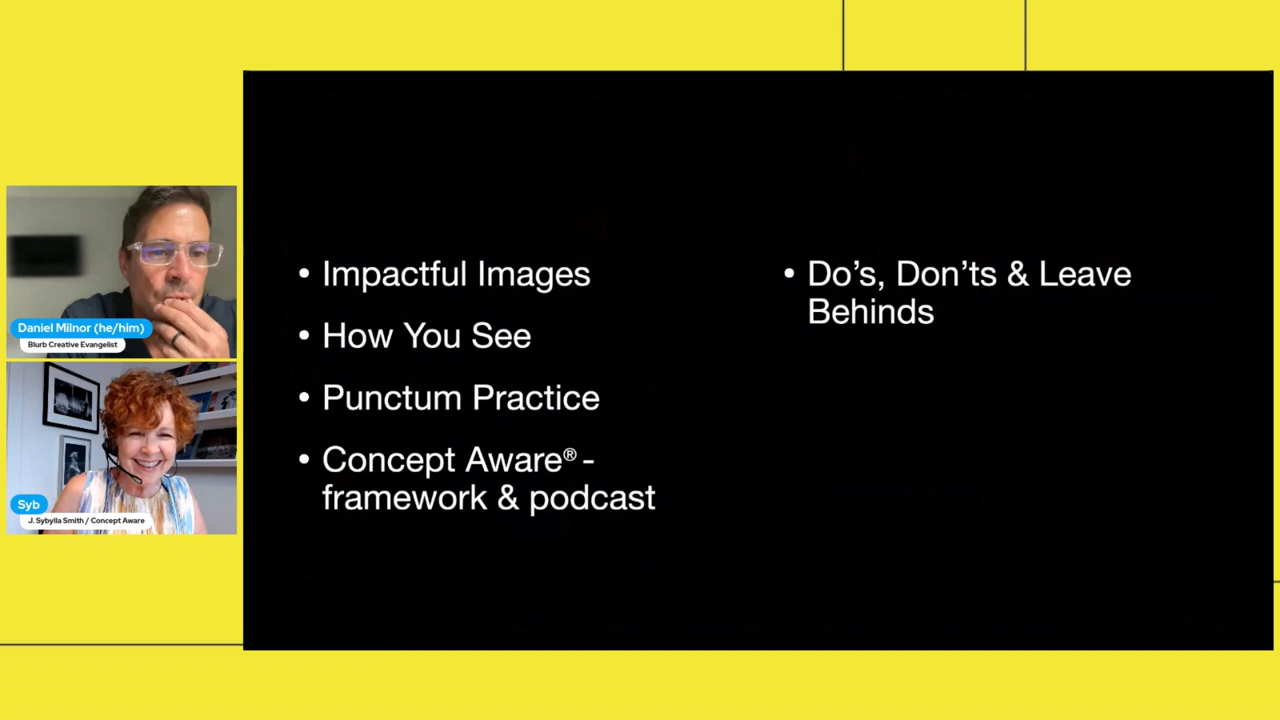 Daniel Milnor (he/him)
Blurb Creative Evangelist
Syb
J. Sybylla Smith / Concept Aware
• Impactful Images
• How You See
• Punctum Practice
• Concept Aware® -
framework & podcast
• Do’s, Don’ts & Leave
Behinds